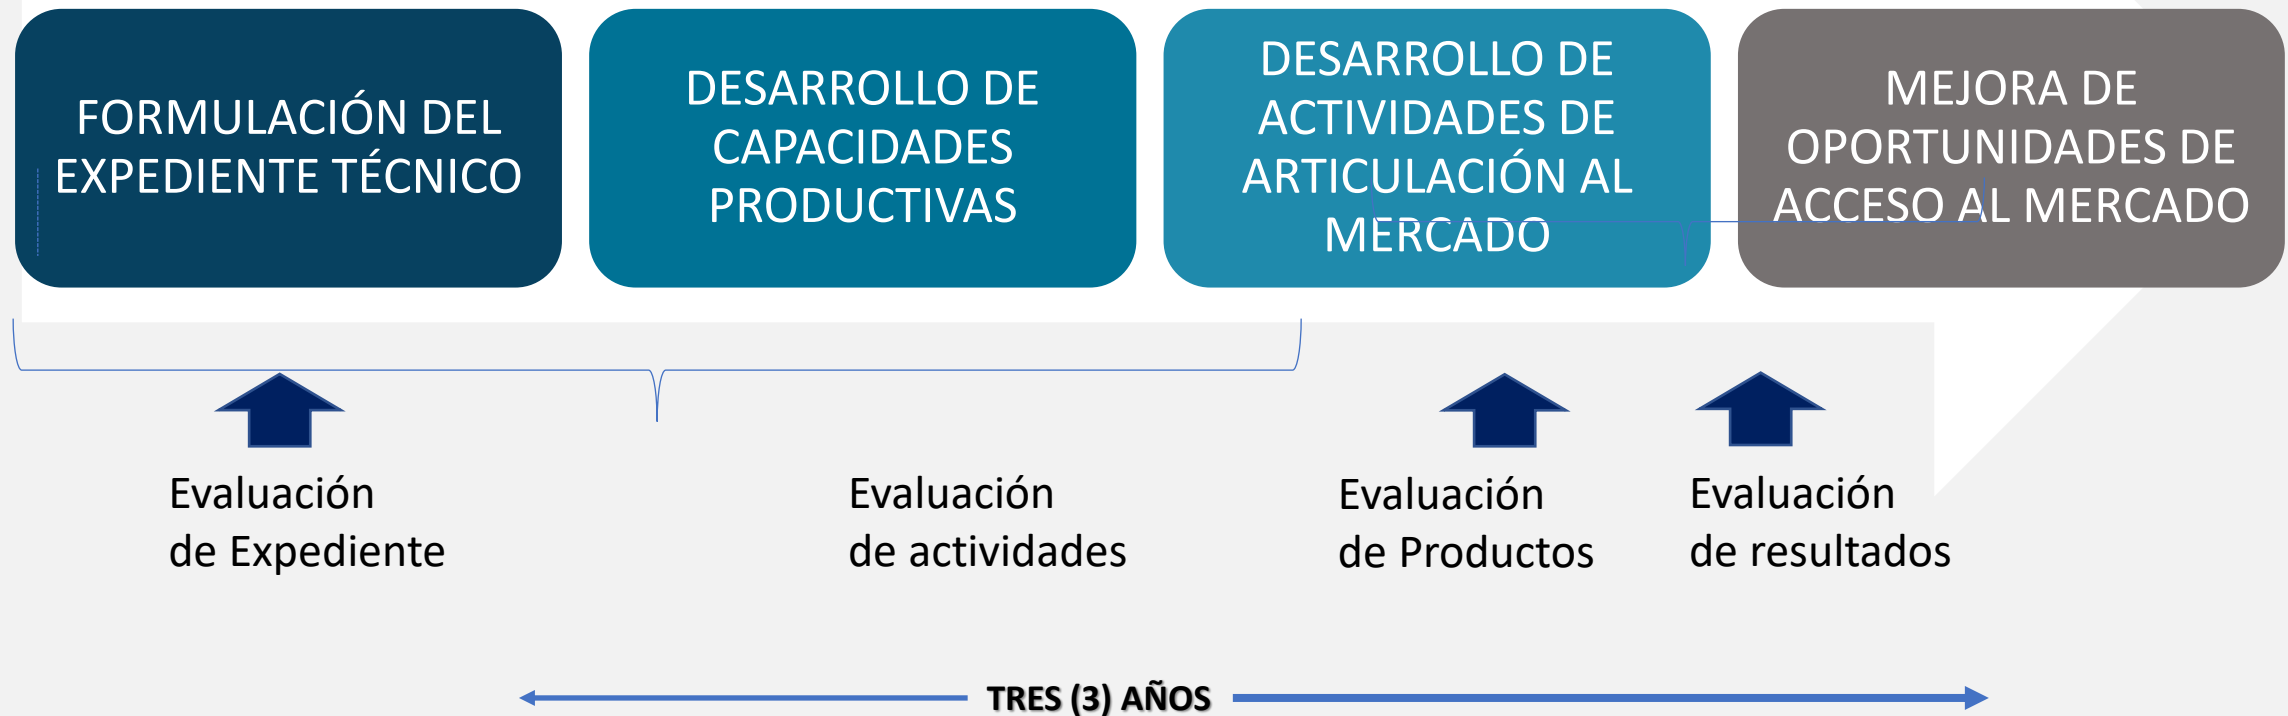 FORMULACIÓN DEL
EXPEDIENTE TÉCNICO
DESARROLLO DE
CAPACIDADES
PRODUCTIVAS
DESARROLLO DE
ACTIVIDADES DE
ARTICULACIÓN AL
MERCADO
MEJORA DE
OPORTUNIDADES DE
ACCESO AL MERCADO
Evaluación
de Expediente
Evaluación
de actividades
Evaluación
de Productos
Evaluación
de resultados
TRES (3) AÑOS